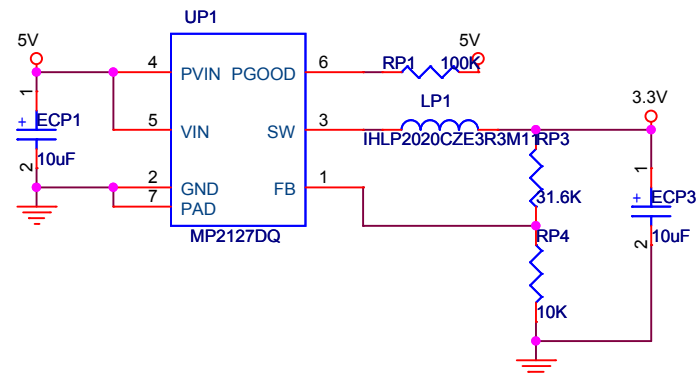 UP1
5V
5V
4
PVIN
PGOOD
6
RP1
100K
1
+
ECP1
10uF
2
LP1
3.3V
5
VIN
SW
3
IHLP2020CZE3R3M11
RP3
1
+
ECP3
10uF
2
2
GND
FB
1
31.6K
7
PAD
MP2127DQ
RP4
10K